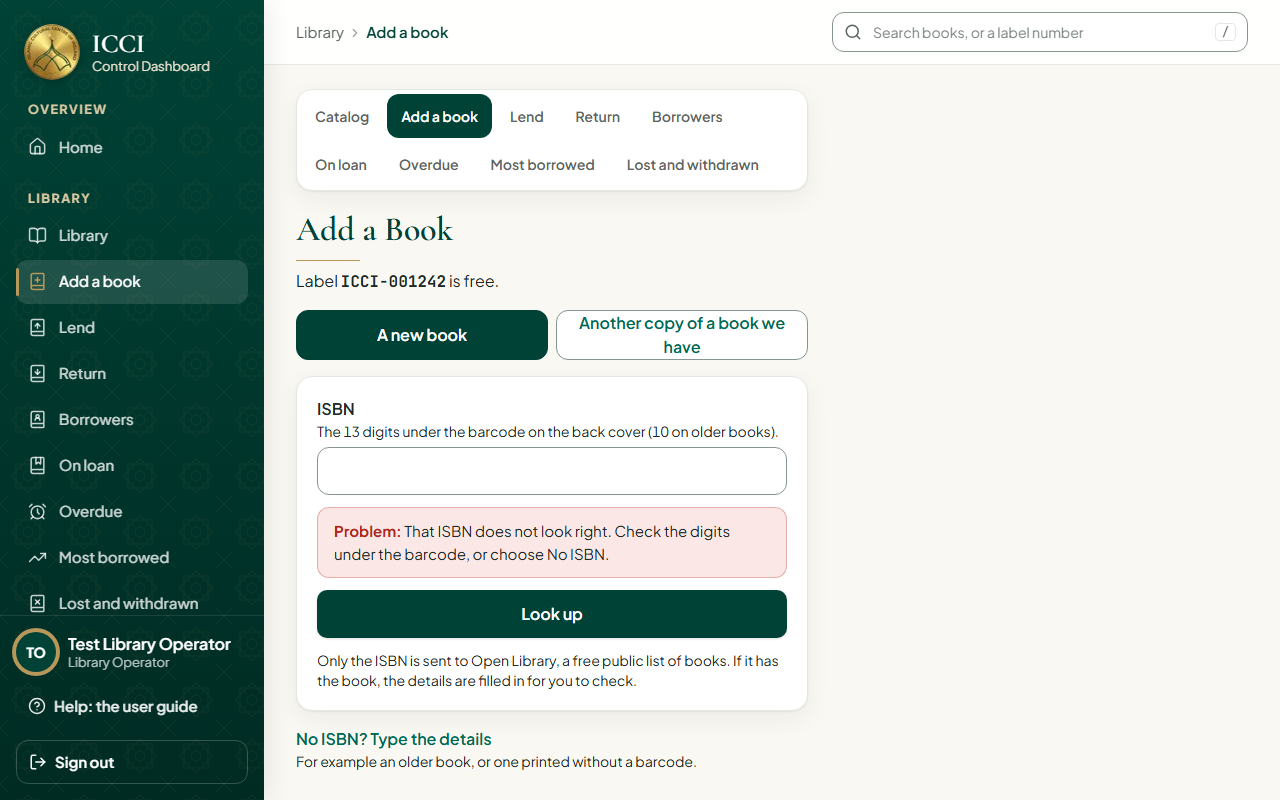 ICCI
Control Dashboard
OVERVIEW
Home
LIBRARY
Library
Add a book
Lend
Return
Borrowers
On loan
Overdue
Most borrowed
Lost and withdrawn
TO
Test Library Operator
Library Operator
Help: the user guide
Sign out
Library > Add a book
Search books, or a label number
/
Catalog
Add a book
Lend
Return
Borrowers
On loan
Overdue
Most borrowed
Lost and withdrawn
Add a Book
Label ICCI-001242 is free.
A new book
Another copy of a book we
have
ISBN
The 13 digits under the barcode on the back cover (10 on older books).
Problem: That ISBN does not look right. Check the digits
under the barcode, or choose No ISBN.
Look up
Only the ISBN is sent to Open Library, a free public list of books. If it has
the book, the details are filled in for you to check.
No ISBN? Type the details
For example an older book, or one printed without a barcode.